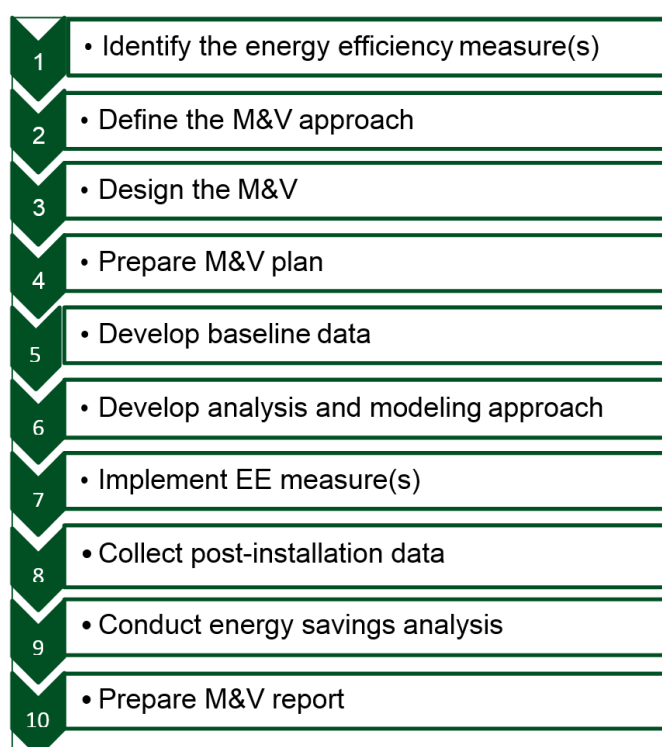 1 • Identify the energy efficiency measure(s)
2 • Define the M&V approach
3 • Design the M&V
4 • Prepare M&V plan
5 • Develop baseline data
6 • Develop analysis and modeling approach
7 • Implement EE measure(s)
8 • Collect post-installation data
9 • Conduct energy savings analysis
10 • Prepare M&V report